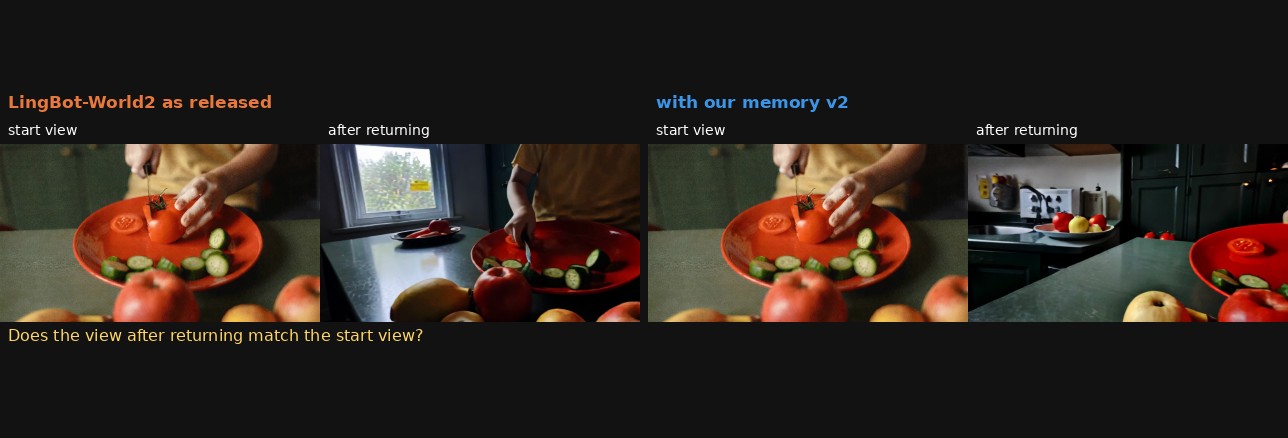 LingBot-World2 as released
with our memory v2
start view
after returning
start view
after returning
Does the view after returning match the start view?